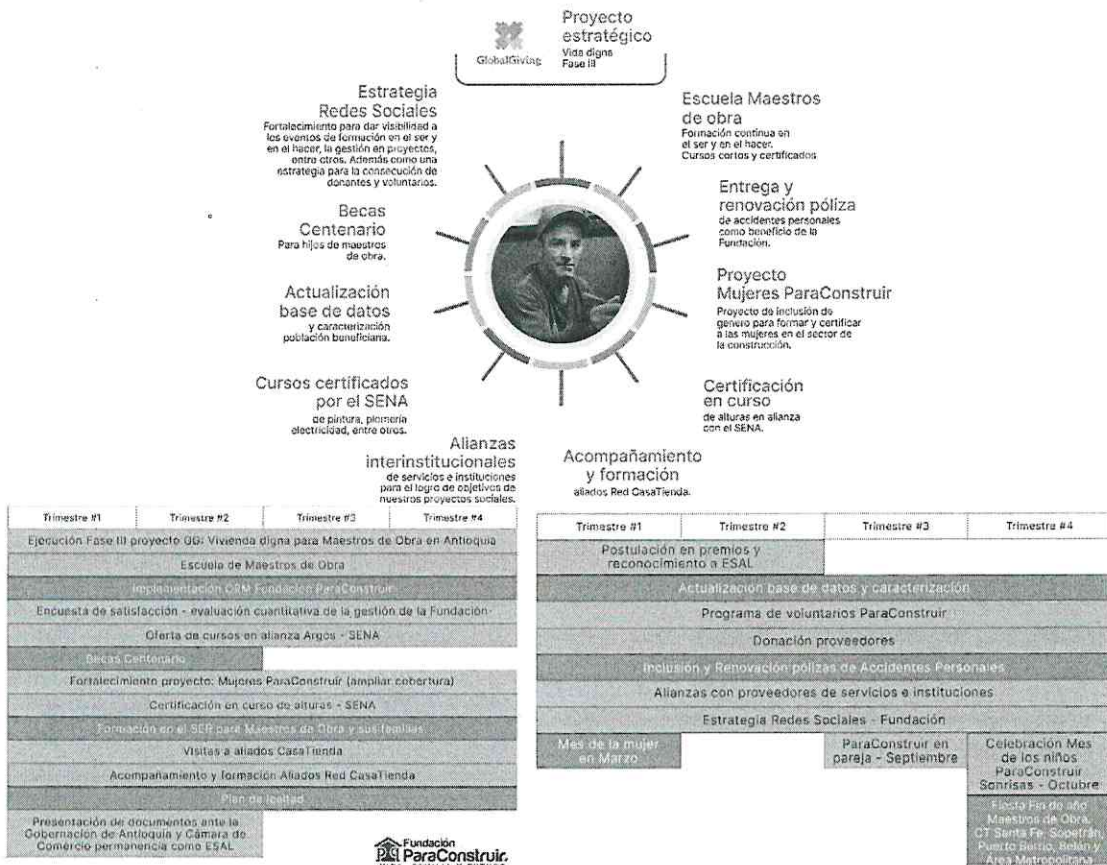 GlobalGiving
Proyecto
estratégico
Vida digna
Fase III
Estrategia
Redes Sociales
Fortalecimiento para dar visibilidad a
los eventos de formación en el ser y
en el hacer, la gestión en proyectos,
entre otros. Además como una
estrategia para la consecución de
donantes y voluntarios.
Becas
Centenario
Para hijos de maestros
de obra.
Actualización
base de datos
y caracterización
población beneficiaria.
Cursos certificados
por el SENA
de pintura, plomería
electricidad, entre otros.
Alianzas
interinstitucionales
de servicios e instituciones
para el logro de objetivos de
nuestros proyectos sociales.
Escuela Maestros
de obra
Formación continua en
el ser y en el hacer.
Cursos cortos y certificados
Entrega y
renovación póliza
de accidentes personales
como beneficio de la
Fundación.
Proyecto
Mujeres ParaConstruir
Proyecto de inclusión de
genero para formar y certificar
a las mujeres en el sector de
la construcción.
Certificación
en curso
de alturas en alianza
con el SENA.
Acompañamiento
y formación
aliados Red CasaTienda.
Trimestre #1 Trimestre #2 Trimestre #3 Trimestre #4
Ejecución Fase III proyecto GG: Vivienda digna para Maestros de Obra en Antioquia
Escuela de Maestros de Obra
Implementación CRM Fundación ParaConstruir
Encuesta de satisfacción - evaluación cuantitativa de la gestión de la Fundación
Oferta de cursos en alianza Argos - SENA
Becas Centenario
Fortalecimiento proyecto: Mujeres ParaConstruir (ampliar cobertura)
Certificación en curso de alturas - SENA
Formación en el SER para Maestros de Obra y sus familias
Visitas a aliados CasaTienda
Acompañamiento y formación Aliados Red CasaTienda
Plan de lealtad
Presentación de documentos ante la
Gobernación de Antioquia y Cámara de
Comercio permanencia como ESAL
Trimestre #1 Trimestre #2 Trimestre #3 Trimestre #4
Postulación en premios y
reconocimiento a ESAL
Actualización base de datos y caracterización
Programa de voluntarios ParaConstruir
Donación proveedores
Inclusión y Renovación pólizas de Accidentes Personales
Alianzas con proveedores de servicios e instituciones
Estrategia Redes Sociales - Fundación
Mes de la mujer
en Marzo
ParaConstruir en
pareja - Septiembre
Celebración Mes
de los niños
ParaConstruir
Sonrisas - Octubre
Fiesta Fin de año
Maestros de Obra.
CT Santa Fe, Sopetrán,
Puerto Berrio, Belén y
Área Metropolitana
Fundación
ParaConstruir